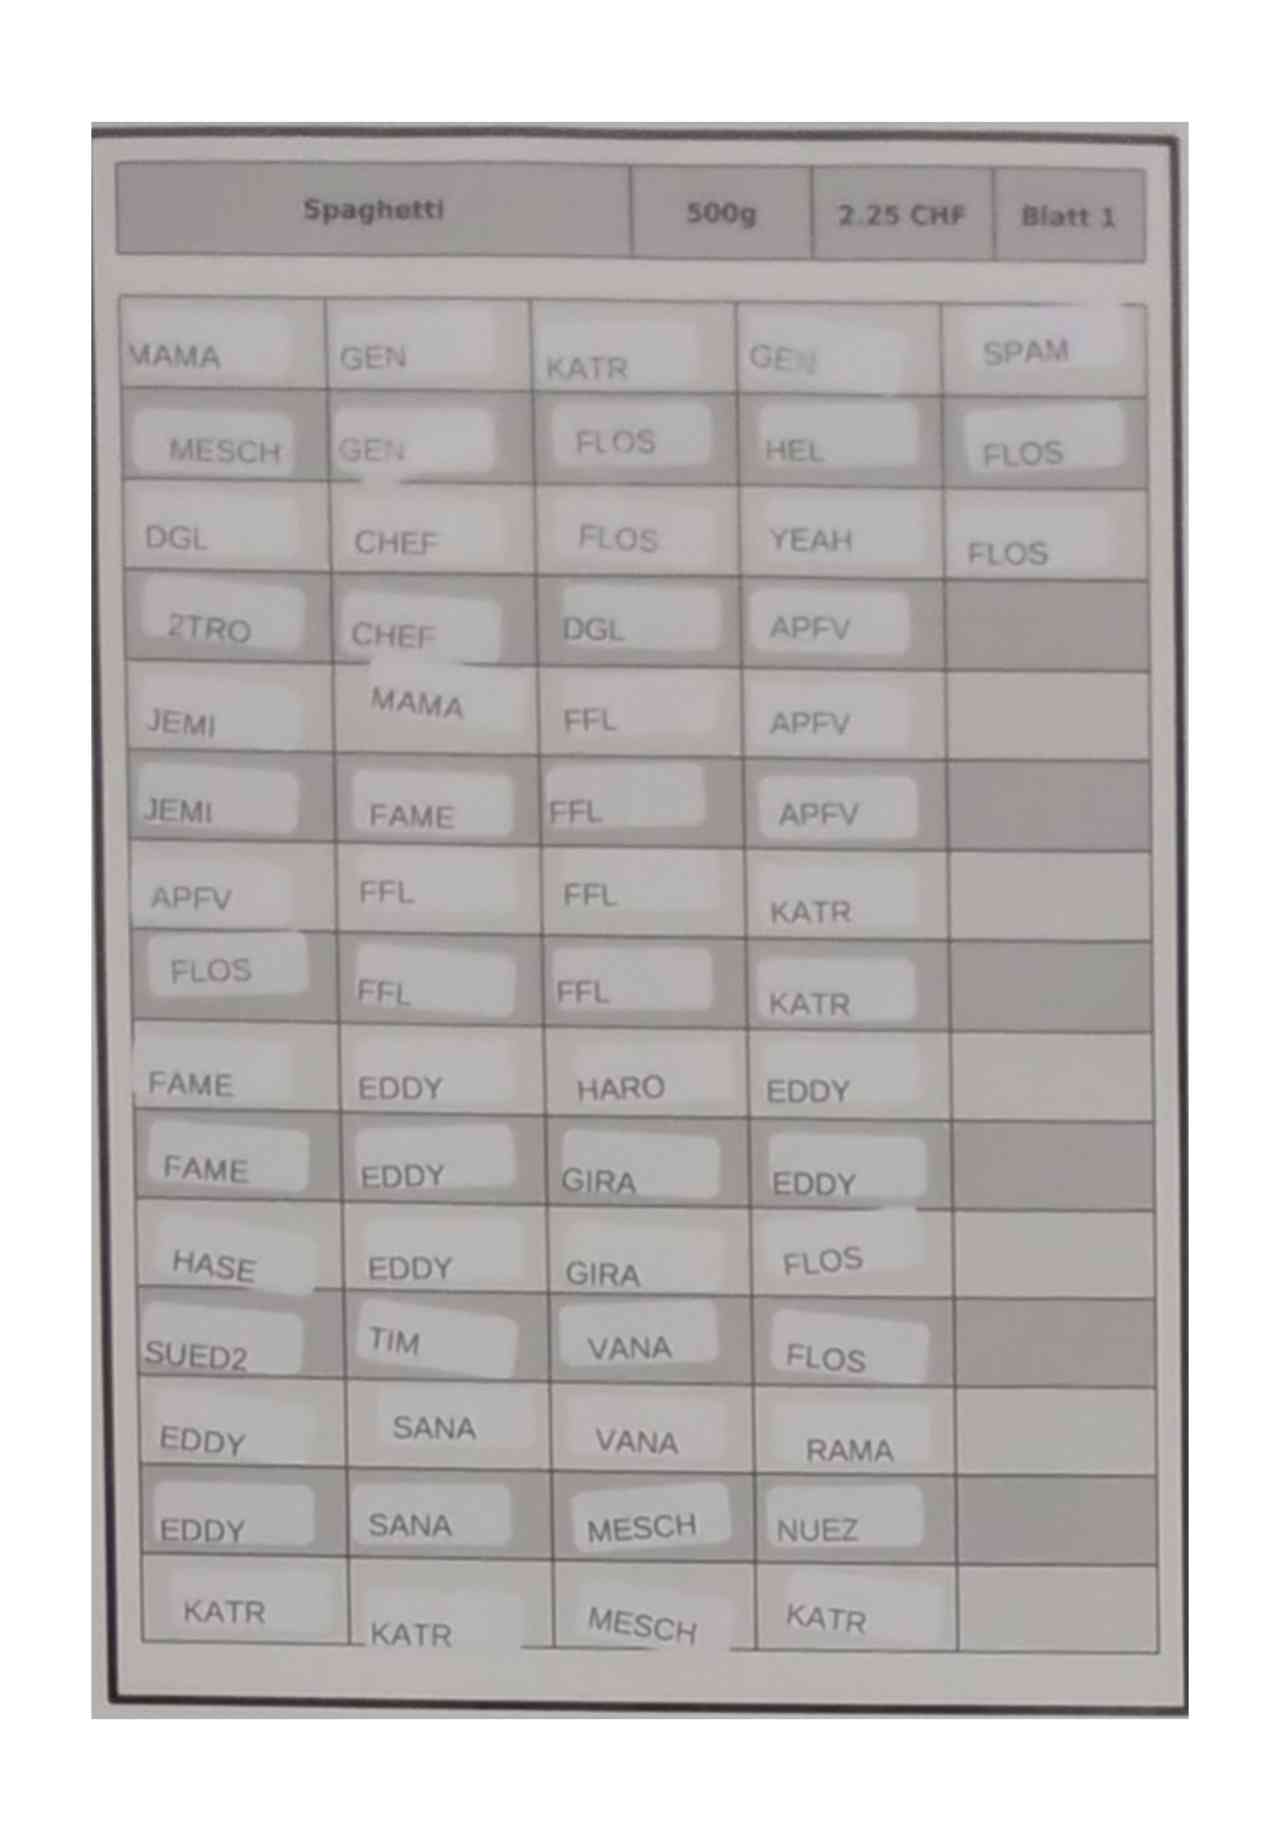 Spaghetti 500g 2.25 CHF Blatt 1
MAMA GEN KATR GEN SPAM
MESCH GEN FLOS HEL FLOS
DGL CHEF FLOS YEAH FLOS
2TRO CHEF DGL APFV
JEMI MAMA FFL APFV
JEMI FAME FFL APFV
APFV FFL FFL KATR
FLOS FFL FFL KATR
FAME EDDY HARO EDDY
FAME EDDY GIRA EDDY
HASE EDDY GIRA FLOS
SUED2 TIM VANA FLOS
EDDY SANA VANA RAMA
EDDY SANA MESCH NUEZ
KATR KATR MESCH KATR